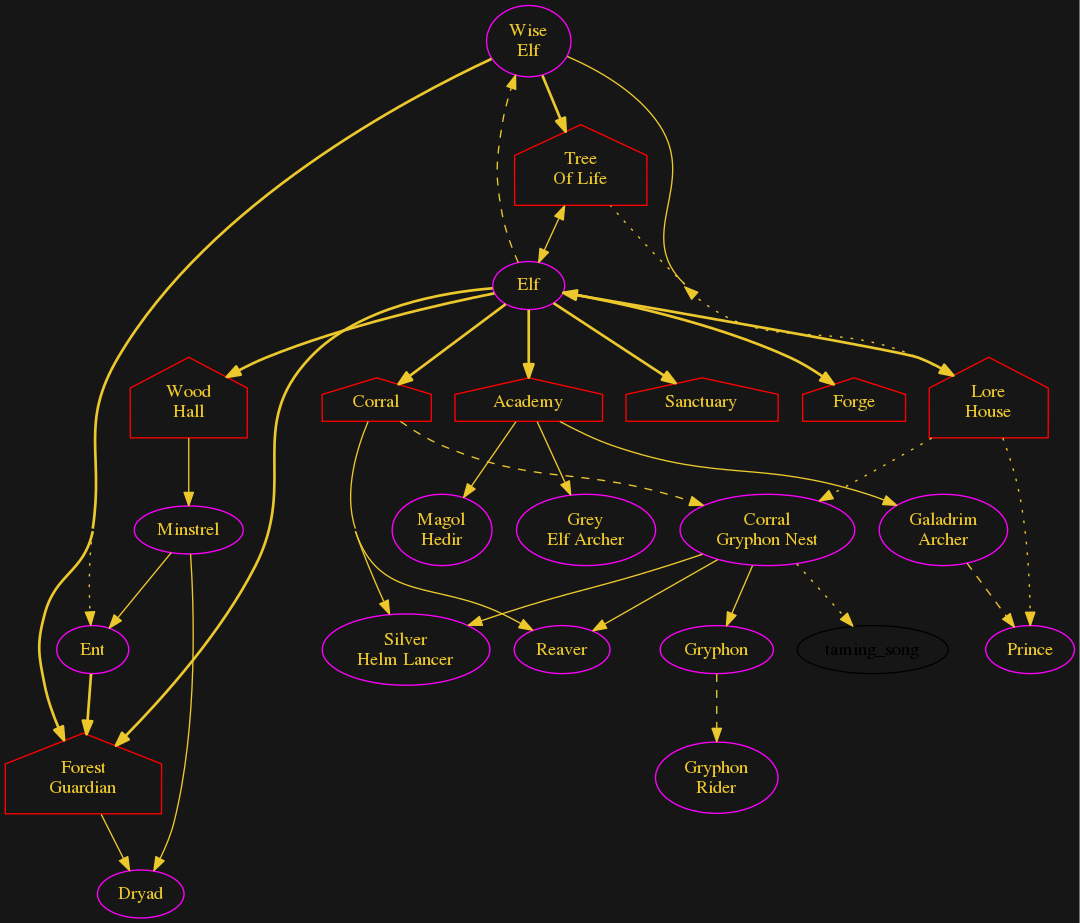 Wise
Elf
Tree
Of Life
Elf
Wood
Hall
Corral
Academy
Sanctuary
Forge
Lore
House
Minstrel
Magol
Hedir
Grey
Elf Archer
Corral
Gryphon Nest
Galadrim
Archer
Ent
Silver
Helm Lancer
Reaver
Gryphon
taming_song
Prince
Forest
Guardian
Gryphon
Rider
Dryad